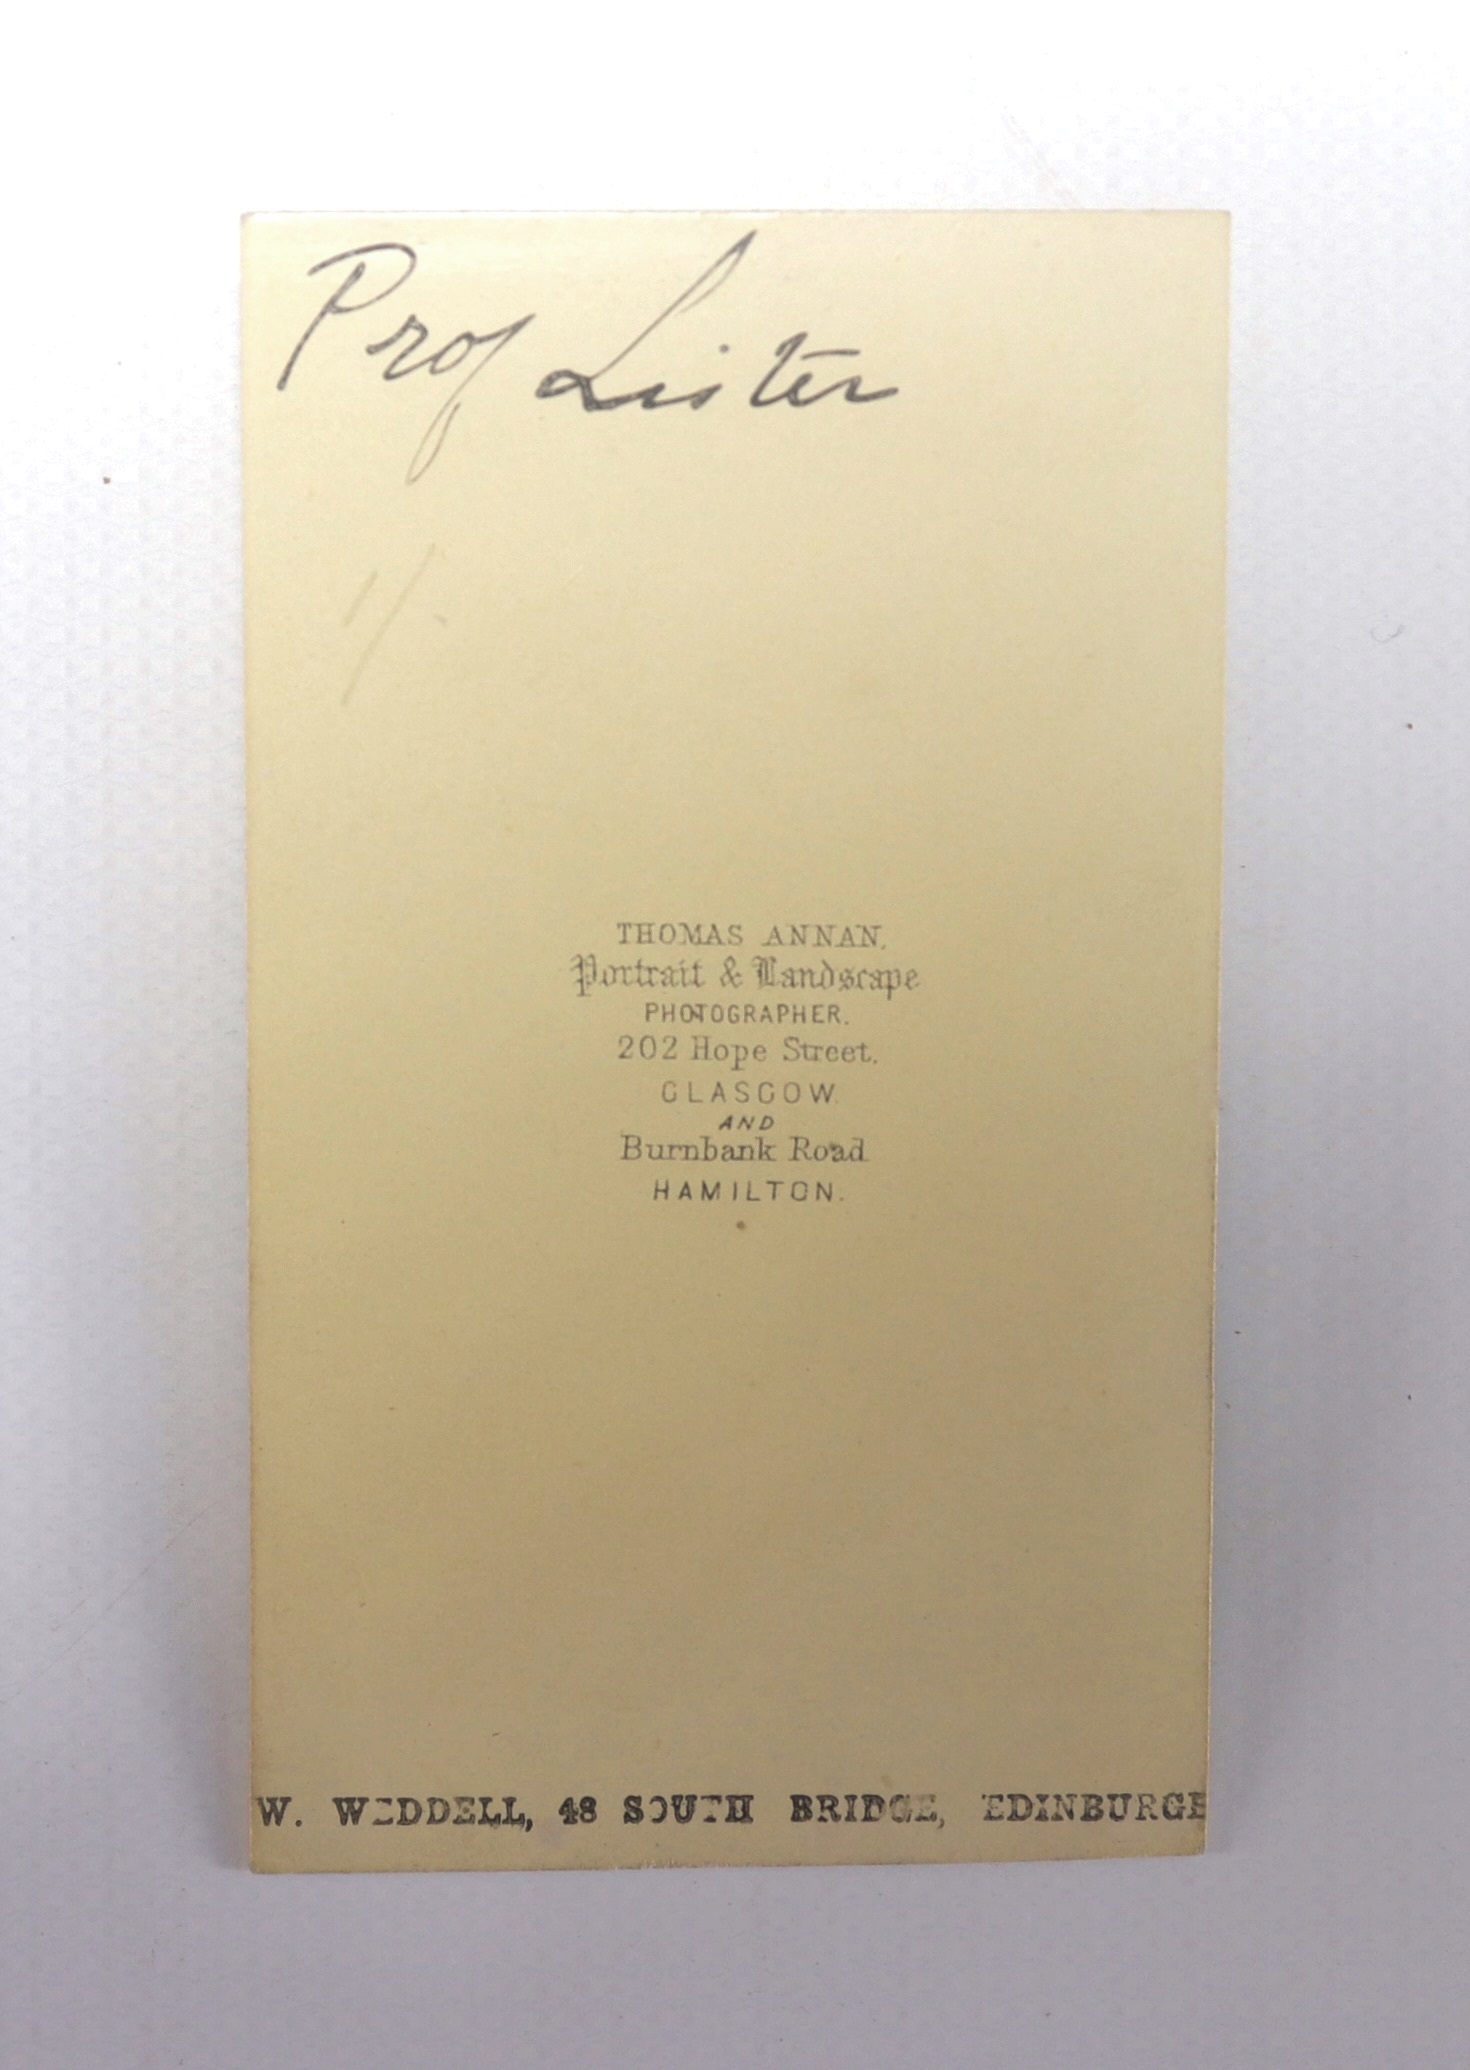 Prof Lister
1/.
THOMAS ANNAN.
Portrait & Landscape
PHOTOGRAPHER.
202 Hope Street.
GLASGOW.
AND
Burnbank Road
HAMILTON.
W. WEDDELL, 48 SOUTH BRIDGE, EDINBURGH